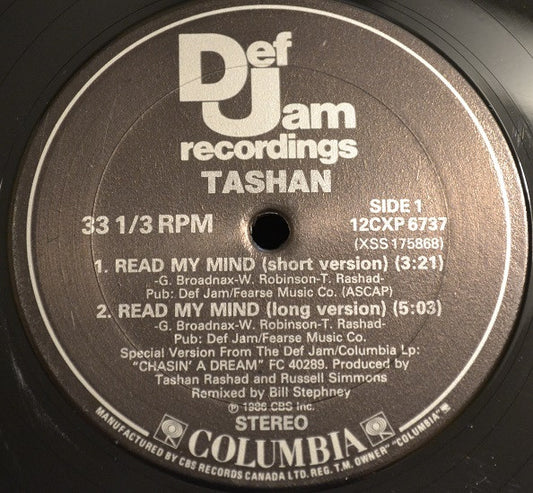 Def
Jam
recordings
TASHAN
33 1/3 RPM
SIDE 1
12CXP 6737
(XSS 175868)
1. READ MY MIND (short version) (3:21)
-G. Broadnax-W. Robinson-T. Rashad-
Pub: Def Jam/Fearse Music Co. (ASCAP)
2. READ MY MIND (long version) (5:03)
-G. Broadnax-W. Robinson-T. Rashad-
Pub: Def Jam/Fearse Music Co.
Special Version From The Def Jam/Columbia Lp:
"CHASIN' A DREAM" FC 40289. Produced by
Tashan Rashad and Russell Simmons
Remixed by Bill Stephney
℗ 1986 CBS Inc.
STEREO
COLUMBIA
MANUFACTURED BY CBS RECORDS CANADA LTD. REG. T.M. OWNER "COLUMBIA"